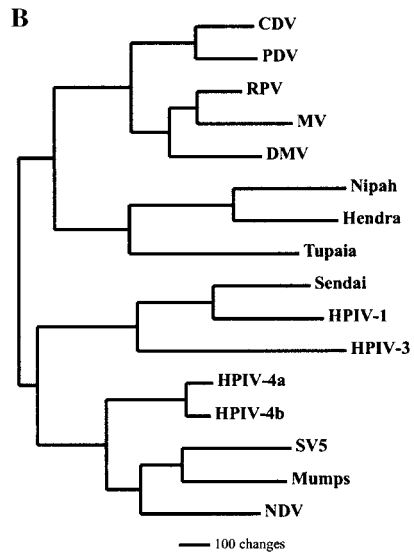 B
CDV
PDV
RPV
MV
DMV
Nipah
Hendra
Tupaia
Sendai
HPIV-1
HPIV-3
HPIV-4a
HPIV-4b
SV5
Mumps
NDV
100 changes